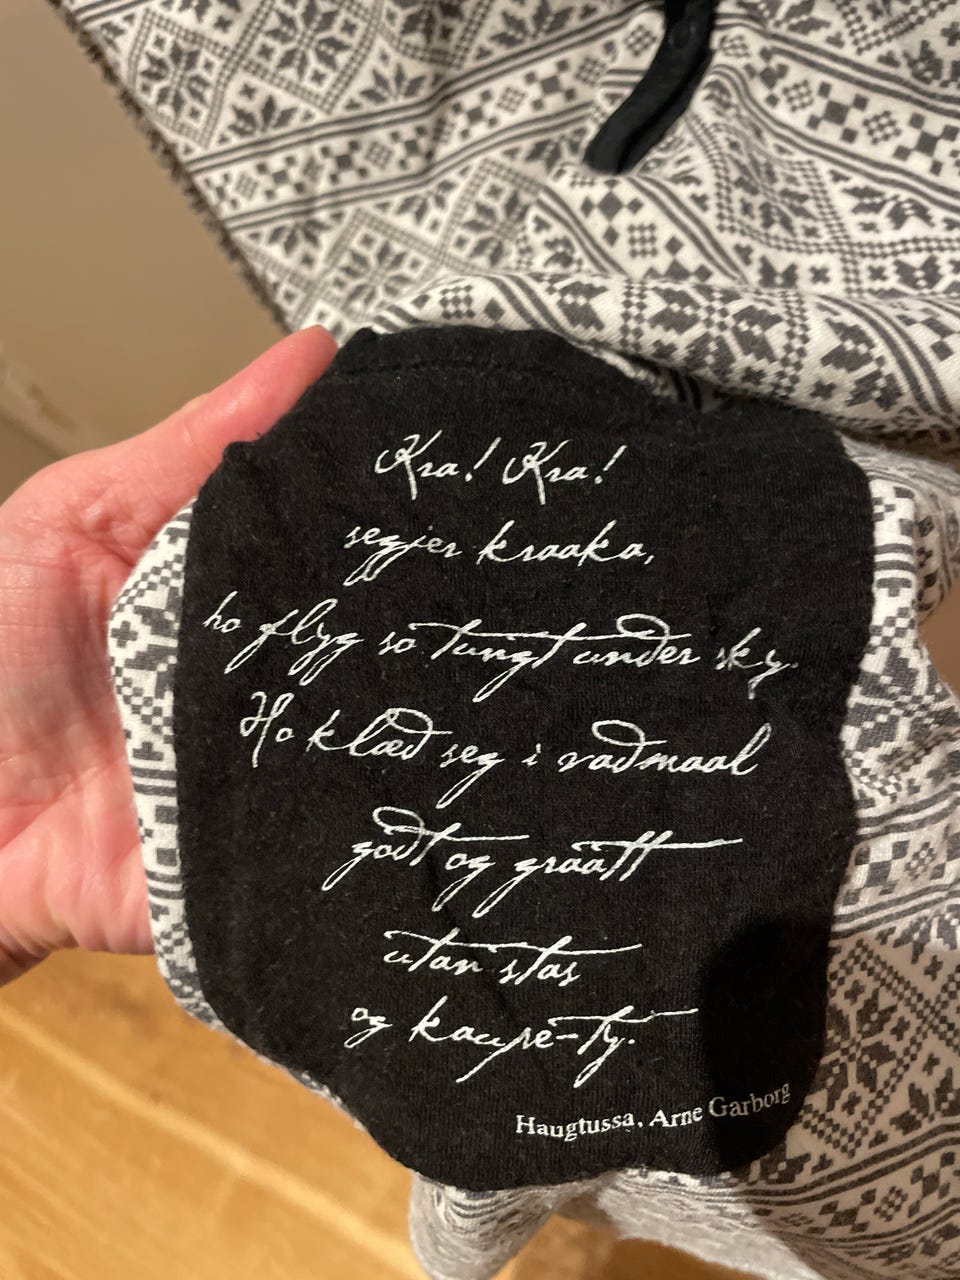 Kra! Kra!
segjer kraaka,
ho flyg so tungt under sky.
Ho klæd seg i vadmaal
godt og graatt
utan stas
og kaupe-ty.
Haugtussa, Arne Garborg